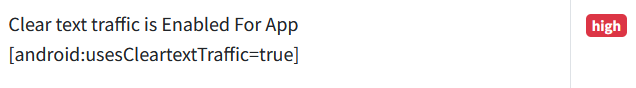 Clear text traffic is Enabled For App
high
[android:usesCleartextTraffic=true]